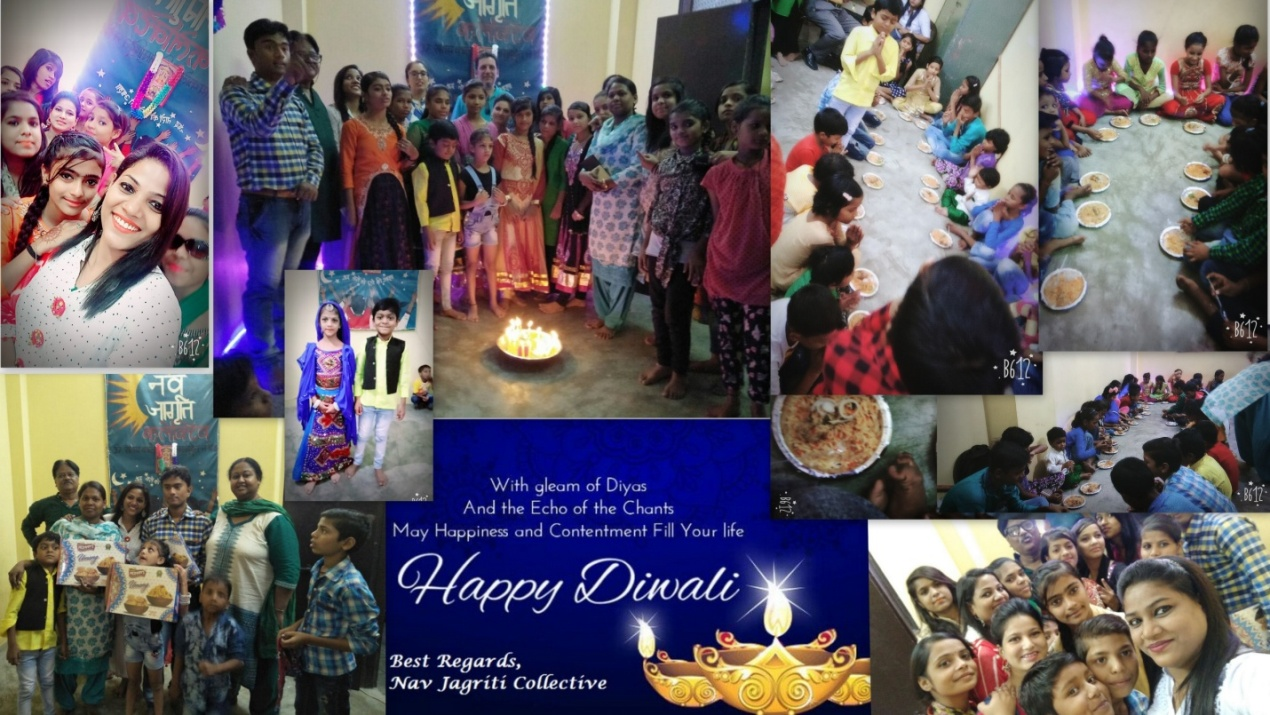 जागृति
नव
जागृति
B612
B612
B612
B612
B612
With gleam of Diyas
And the Echo of the Chants
May Happiness and Contentment Fill Your life
Happy Diwali
Best Regards,
Nav Jagriti Collective